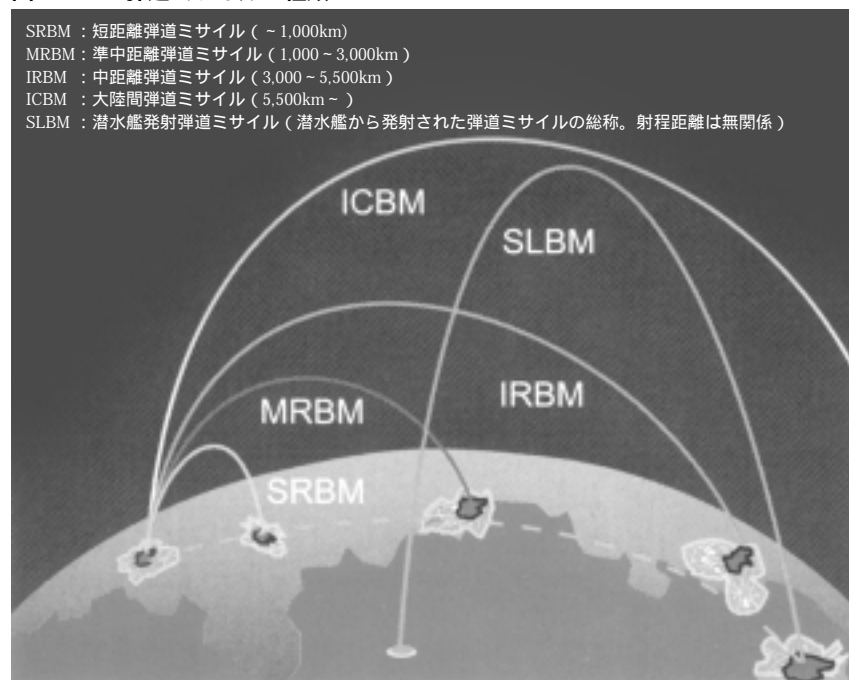 SRBM ：短距離弾道ミサイル ( ~ 1,000km)
MRBM：準中距離弾道ミサイル ( 1,000 ~ 3,000km )
IRBM ：中距離弾道ミサイル ( 3,000 ~ 5,500km )
ICBM ：大陸間弾道ミサイル ( 5,500km ~ )
SLBM ：潜水艦発射弾道ミサイル ( 潜水艦から発射された弾道ミサイルの総称。射程距離は無関係 )
ICBM
SLBM
IRBM
MRBM
SRBM